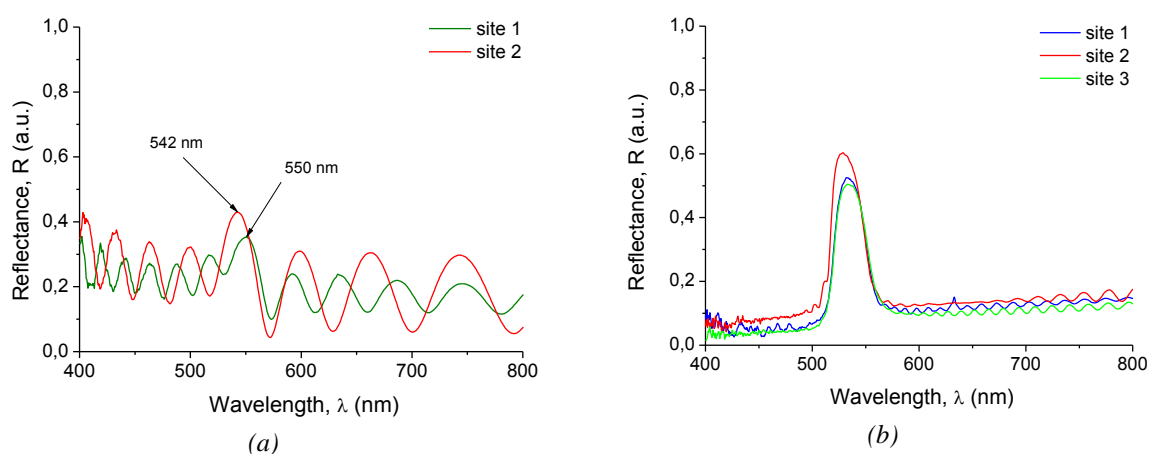 1,0
0,8
0,6
0,4
0,2
0,0
Reflectance, R (a.u.)
site 1
site 2
542 nm
550 nm
400 500 600 700 800
Wavelength, λ (nm)
(a)
1,0
0,8
0,6
0,4
0,2
0,0
Reflectance, R (a.u.)
site 1
site 2
site 3
400 500 600 700 800
Wavelength, λ (nm)
(b)